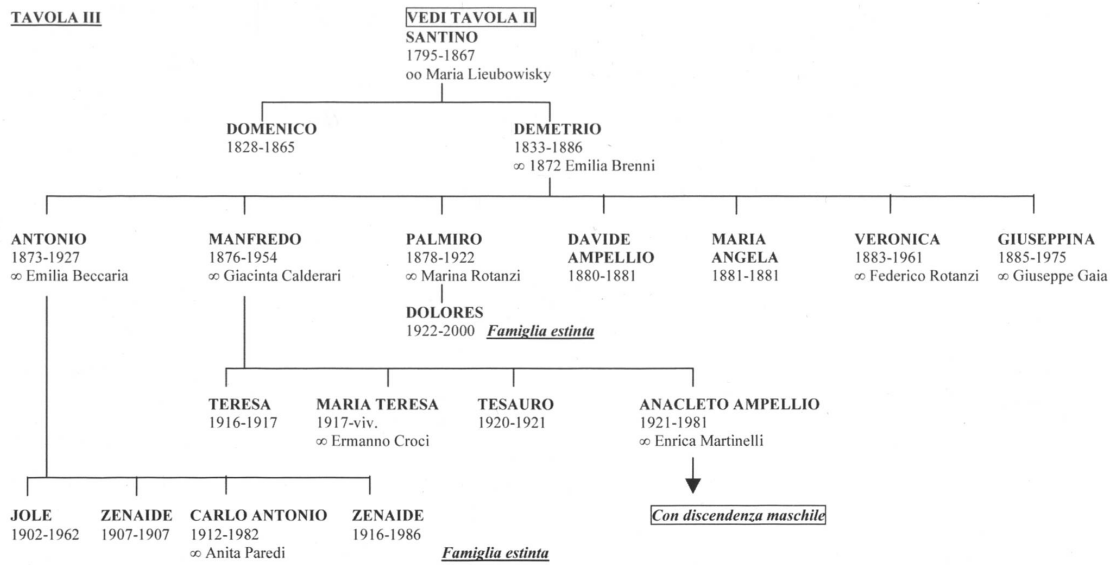 TAVOLA III
VEDI TAVOLA II
SANTINO
1795-1867
oo Maria Lieubowisky
DOMENICO
1828-1865
DEMETRIO
1833-1886
∞ 1872 Emilia Brenni
ANTONIO
1873-1927
∞ Emilia Beccaria
MANFREDO
1876-1954
∞ Giacinta Calderari
PALMIRO
1878-1922
∞ Marina Rotanzi
DAVIDE
AMPELLIO
1880-1881
MARIA
ANGELA
1881-1881
VERONICA
1883-1961
∞ Federico Rotanzi
GIUSEPPINA
1885-1975
∞ Giuseppe Gaia
DOLORES
1922-2000 Famiglia estinta
TERESA
1916-1917
MARIA TERESA
1917-viv.
∞ Ermanno Croci
TESAURO
1920-1921
ANACLETO AMPELLIO
1921-1981
∞ Enrica Martinelli
JOLE
1902-1962
ZENAIDE
1907-1907
CARLO ANTONIO
1912-1982
∞ Anita Paredi
ZENAIDE
1916-1986
Famiglia estinta
Con discendenza maschile